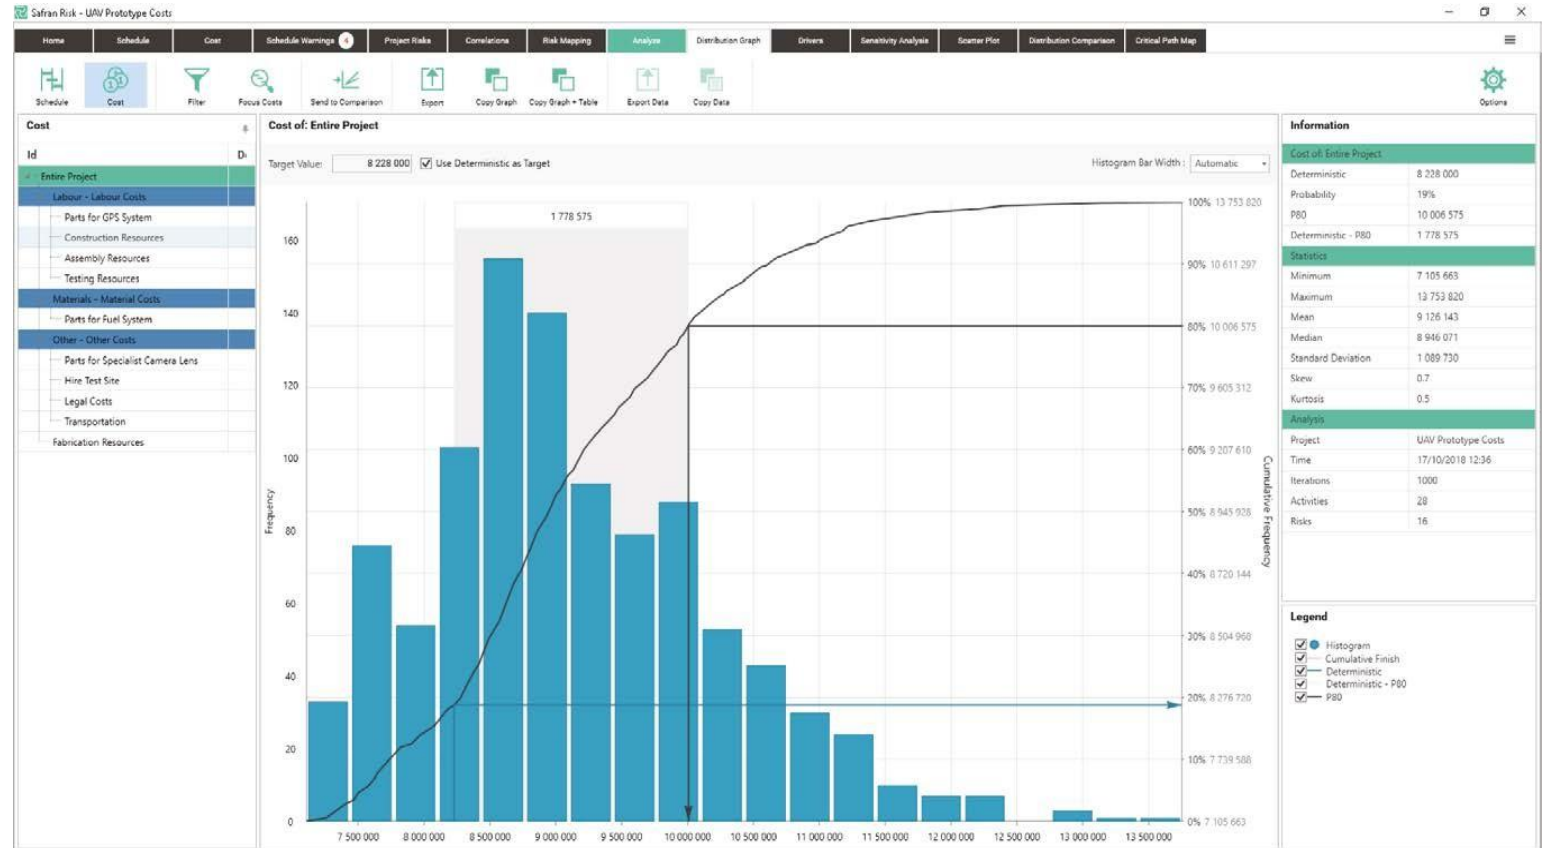 Safran Risk - UAV Prototype Costs
Home Schedule Cost Schedule Warnings 4 Project Risks Correlations Risk Mapping Analyze Distribution Graph Drivers Sensitivity Analysis Scatter Plot Distribution Comparison Critical Path Map
Schedule Cost Filter Focus Costs Send to Comparison Export Copy Graph Copy Graph + Table Export Data Copy Data Options
Cost
Id
Entire Project
Labour - Labour Costs
Parts for GPS System
Construction Resources
Assembly Resources
Testing Resources
Materials - Material Costs
Parts for Fuel System
Other - Other Costs
Parts for Specialist Camera Lens
Hire Test Site
Legal Costs
Transportation
Fabrication Resources
Cost of: Entire Project
Target Value: 8 228 000 Use Deterministic as Target Histogram Bar Width : Automatic
1 778 575
Frequency
160
140
120
100
80
60
40
20
0
7 500 000 8 000 000 8 500 000 9 000 000 9 500 000 10 000 000 10 500 000 11 000 000 11 500 000 12 000 000 12 500 000 13 000 000 13 500 000
100% 13 753 820
90% 10 611 297
80% 10 006 575
70% 9 605 312
60% 9 207 610
50% 8 945 928
40% 8 720 144
30% 8 504 968
20% 8 276 720
10% 7 739 588
0% 7 105 663
Cumulative Frequency
Information
Cost of: Entire Project
Deterministic 8 228 000
Probability 19%
P80 10 006 575
Deterministic - P80 1 778 575
Statistics
Minimum 7 105 663
Maximum 13 753 820
Mean 9 126 143
Median 8 946 071
Standard Deviation 1 089 730
Skew 0.7
Kurtosis 0.5
Analysis
Project UAV Prototype Costs
Time 17/10/2018 12:36
Iterations 1000
Activities 28
Risks 16
Legend
Histogram
Cumulative Finish
Deterministic
Deterministic - P80
P80